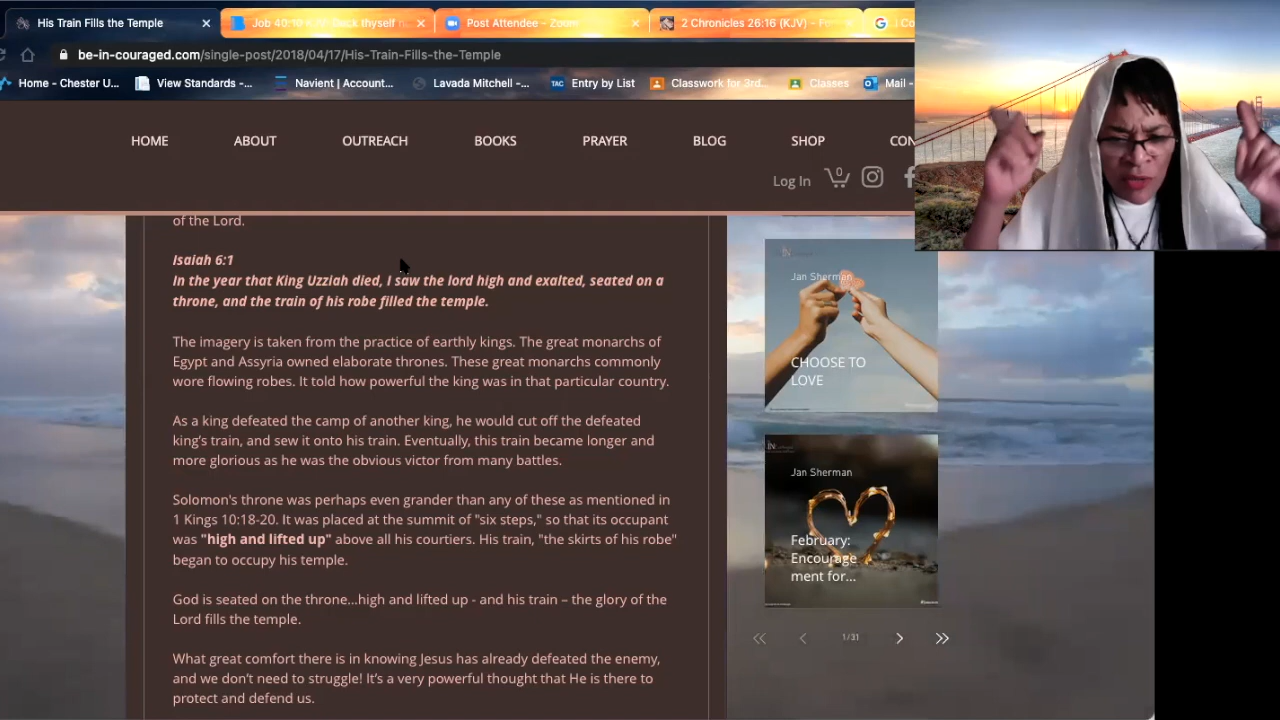 His Train Fills the Temple
Job 40:10 KJV Deck thyself n
Post Attendee - Zoom
2 Chronicles 26:16 (KJV) -
be-in-couraged.com/single-post/2018/04/17/His-Train-Fills-the-Temple
Home - Chester U...
View Standards -...
Navient | Account...
Lavada Mitchell -...
TAC
Entry by List
Classwork for 3rd...
Classes
Mail -
HOME
ABOUT
OUTREACH
BOOKS
PRAYER
BLOG
SHOP
CON
Log In
0
of the Lord.
Isaiah 6:1
In the year that King Uzziah died, I saw the lord high and exalted, seated on a
throne, and the train of his robe filled the temple.
The imagery is taken from the practice of earthly kings. The great monarchs of
Egypt and Assyria owned elaborate thrones. These great monarchs commonly
wore flowing robes. It told how powerful the king was in that particular country.
As a king defeated the camp of another king, he would cut off the defeated
king's train, and sew it onto his train. Eventually, this train became longer and
more glorious as he was the obvious victor from many battles.
Solomon's throne was perhaps even grander than any of these as mentioned in
1 Kings 10:18-20. It was placed at the summit of "six steps," so that its occupant
was "high and lifted up" above all his courtiers. His train, "the skirts of his robe"
began to occupy his temple.
God is seated on the throne...high and lifted up - and his train – the glory of the
Lord fills the temple.
What great comfort there is in knowing Jesus has already defeated the enemy,
and we don't need to struggle! It's a very powerful thought that He is there to
protect and defend us.
Jan Sherman
CHOOSE TO
LOVE
Jan Sherman
February:
Encourage
ment for...
1/31